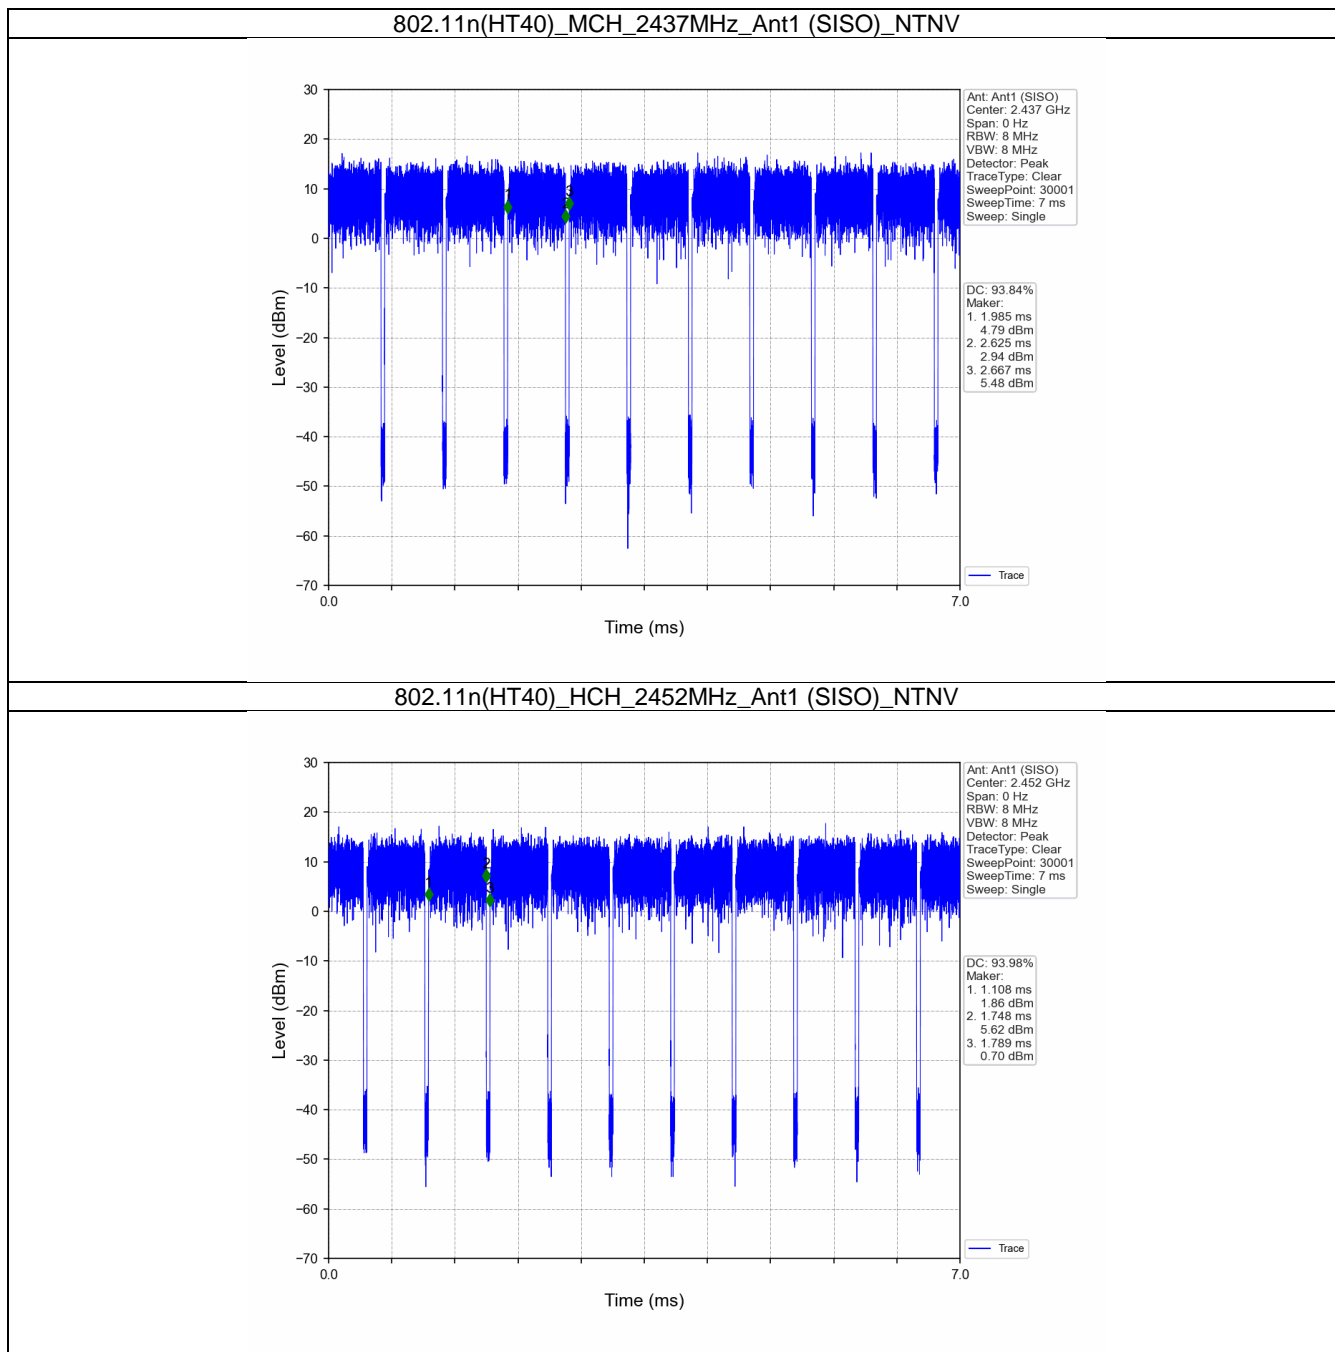 802.11n(HT40)_MCH_2437MHz_Ant1 (SISO)_NTNV
30
20
10
0
−10
−20
−30
−40
−50
−60
−70
Level (dBm)
0.0
7.0
Time (ms)
1
2
3
Ant: Ant1 (SISO)
Center: 2.437 GHz
Span: 0 Hz
RBW: 8 MHz
VBW: 8 MHz
Detector: Peak
TraceType: Clear
SweepPoint: 30001
SweepTime: 7 ms
Sweep: Single
DC: 93.84%
Maker:
1. 1.985 ms
4.79 dBm
2. 2.625 ms
2.94 dBm
3. 2.667 ms
5.48 dBm
Trace
802.11n(HT40)_HCH_2452MHz_Ant1 (SISO)_NTNV
30
20
10
0
−10
−20
−30
−40
−50
−60
−70
Level (dBm)
0.0
7.0
Time (ms)
1
2
3
Ant: Ant1 (SISO)
Center: 2.452 GHz
Span: 0 Hz
RBW: 8 MHz
VBW: 8 MHz
Detector: Peak
TraceType: Clear
SweepPoint: 30001
SweepTime: 7 ms
Sweep: Single
DC: 93.98%
Maker:
1. 1.108 ms
1.86 dBm
2. 1.748 ms
5.62 dBm
3. 1.789 ms
0.70 dBm
Trace